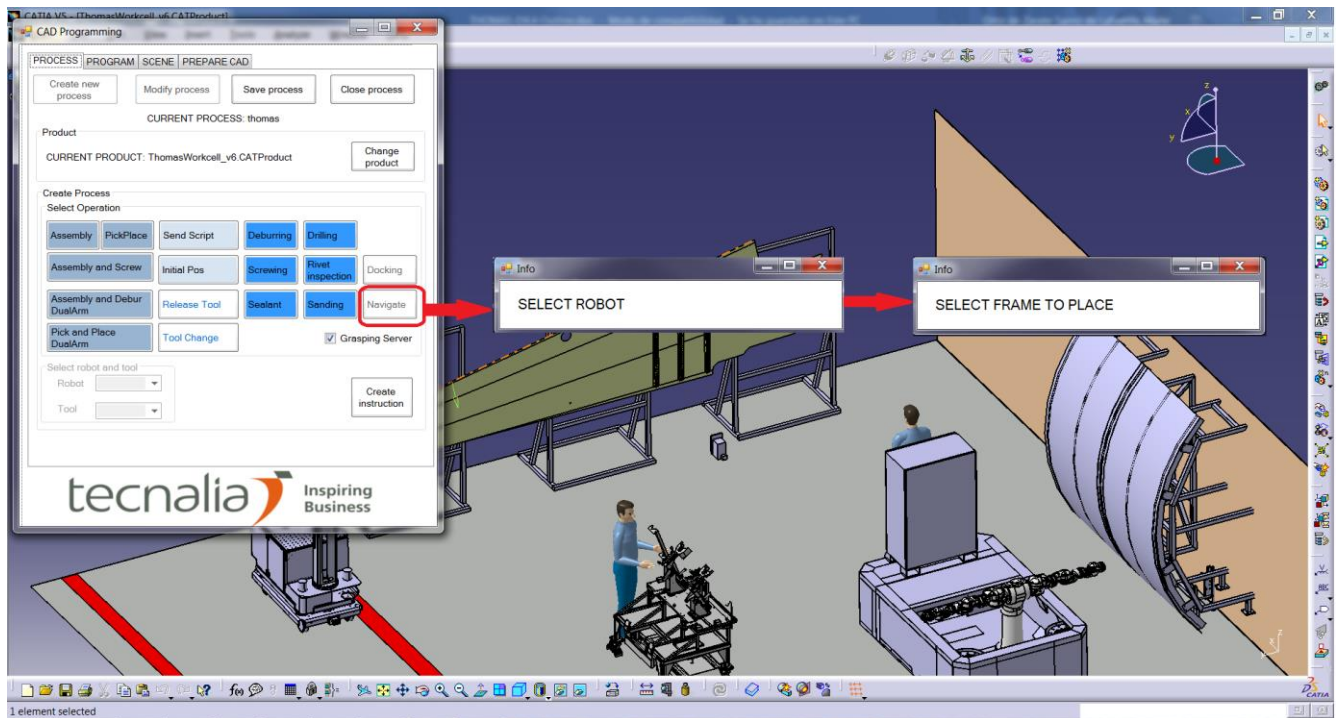 CATIA V5 - [ThomasWorkcell_v6.CATProduct]
CAD Programming
PROCESS PROGRAM SCENE PREPARE CAD
Create new
process
Modify process
Save process
Close process
CURRENT PROCESS: thomas
Product
CURRENT PRODUCT: ThomasWorkcell_v6.CATProduct
Change
product
Create Process
Select Operation
Assembly PickPlace Send Script Deburring Drilling
Assembly and Screw Initial Pos Screwing Rivet
inspection Docking
Assembly and Debur
DualArm Release Tool Sealant Sanding Navigate
Pick and Place
DualArm Tool Change Grasping Server
Select robot and tool
Robot
Tool
Create
instruction
tecnalia Inspiring
Business
Info
SELECT ROBOT
Info
SELECT FRAME TO PLACE
z
x
y
z
x
CATIA
1 element selected